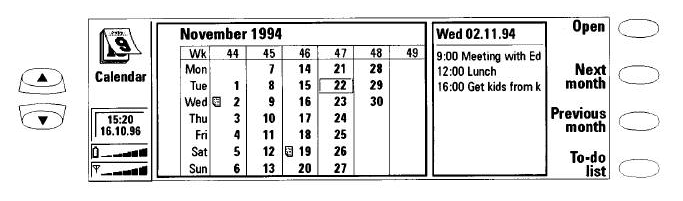 Calendar
15:20
16.10.96
November 1994
Wk 44 45 46 47 48 49
Mon 7 14 21 28
Tue 1 8 15 22 29
Wed 2 9 16 23 30
Thu 3 10 17 24
Fri 4 11 18 25
Sat 5 12 19 26
Sun 6 13 20 27
Wed 02.11.94
9:00 Meeting with Ed
12:00 Lunch
16:00 Get kids from k
Open
Next
month
Previous
month
To-do
list